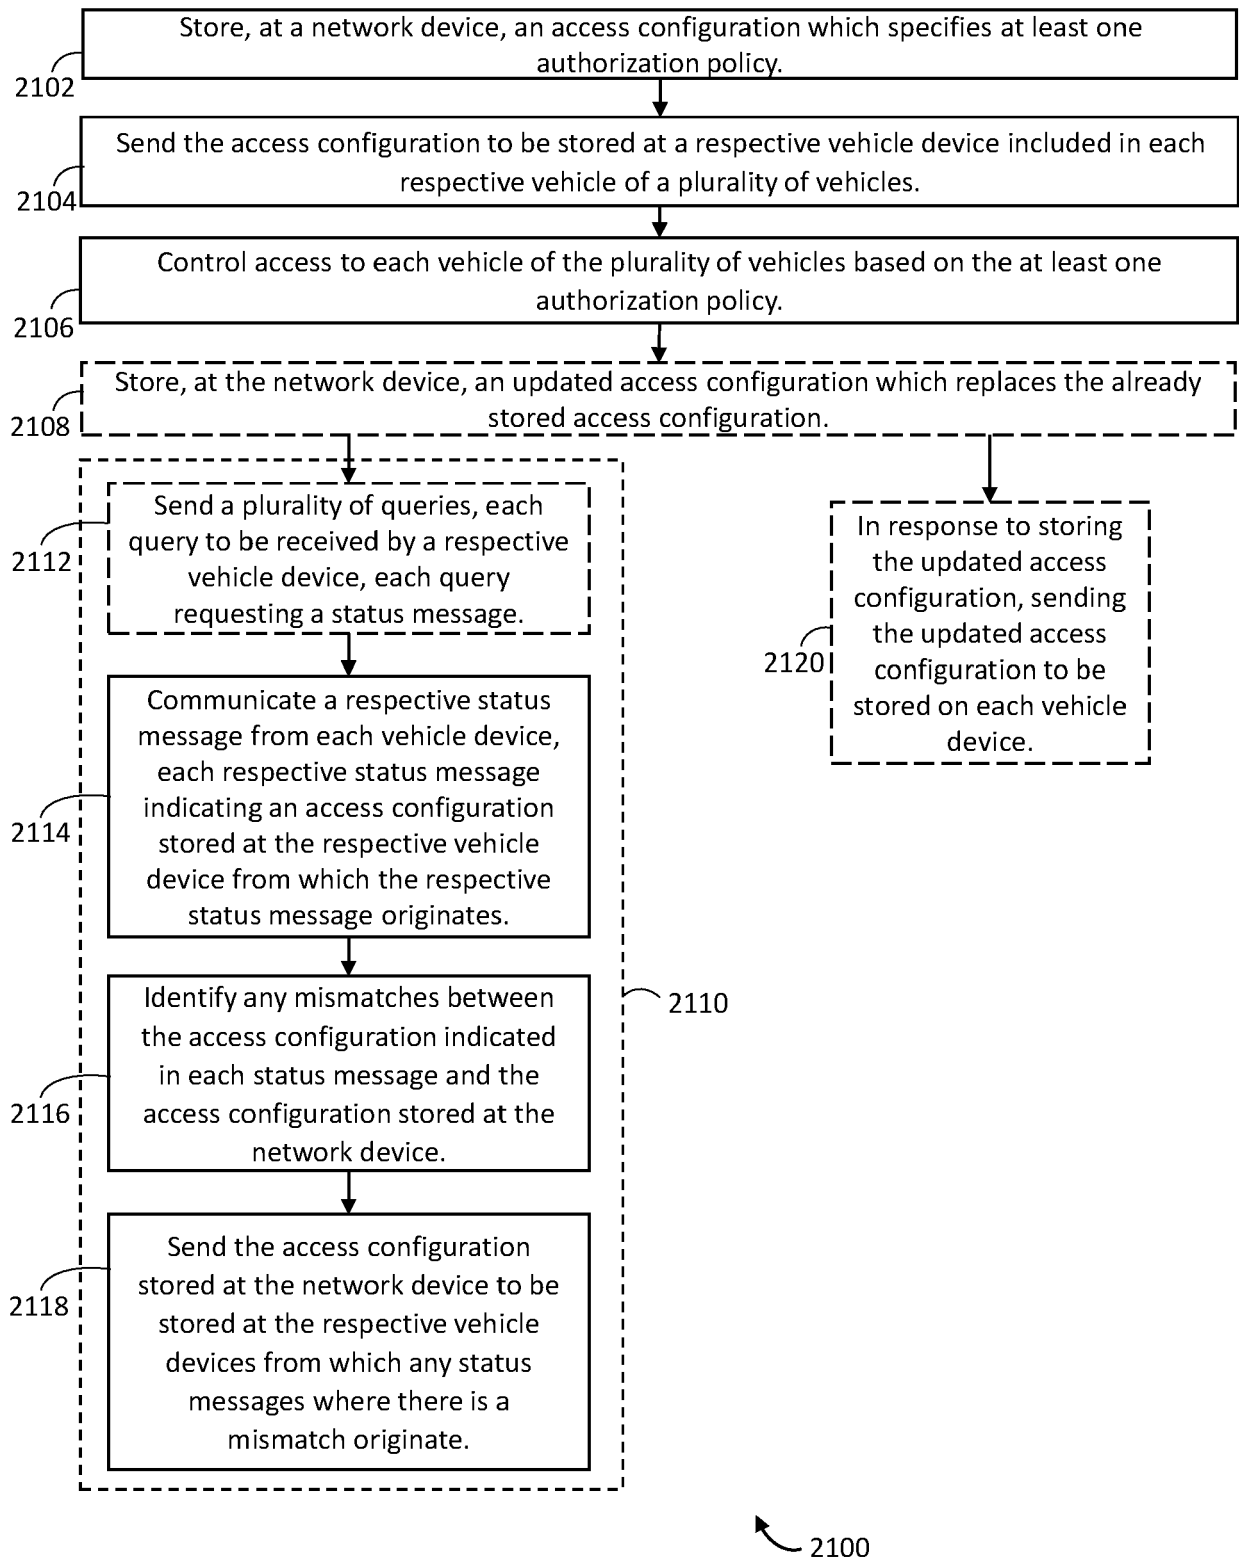 Store, at a network device, an access configuration which specifies at least one
authorization policy.
2102
Send the access configuration to be stored at a respective vehicle device included in each
respective vehicle of a plurality of vehicles.
2104
Control access to each vehicle of the plurality of vehicles based on the at least one
authorization policy.
2106
Store, at the network device, an updated access configuration which replaces the already
stored access configuration.
2108
Send a plurality of queries, each
query to be received by a respective
vehicle device, each query
requesting a status message.
2112
Communicate a respective status
message from each vehicle device,
each respective status message
indicating an access configuration
stored at the respective vehicle
device from which the respective
status message originates.
2114
Identify any mismatches between
the access configuration indicated
in each status message and the
access configuration stored at the
network device.
2116
Send the access configuration
stored at the network device to be
stored at the respective vehicle
devices from which any status
messages where there is a
mismatch originate.
2118
2110
In response to storing
the updated access
configuration, sending
the updated access
configuration to be
stored on each vehicle
device.
2120
2100